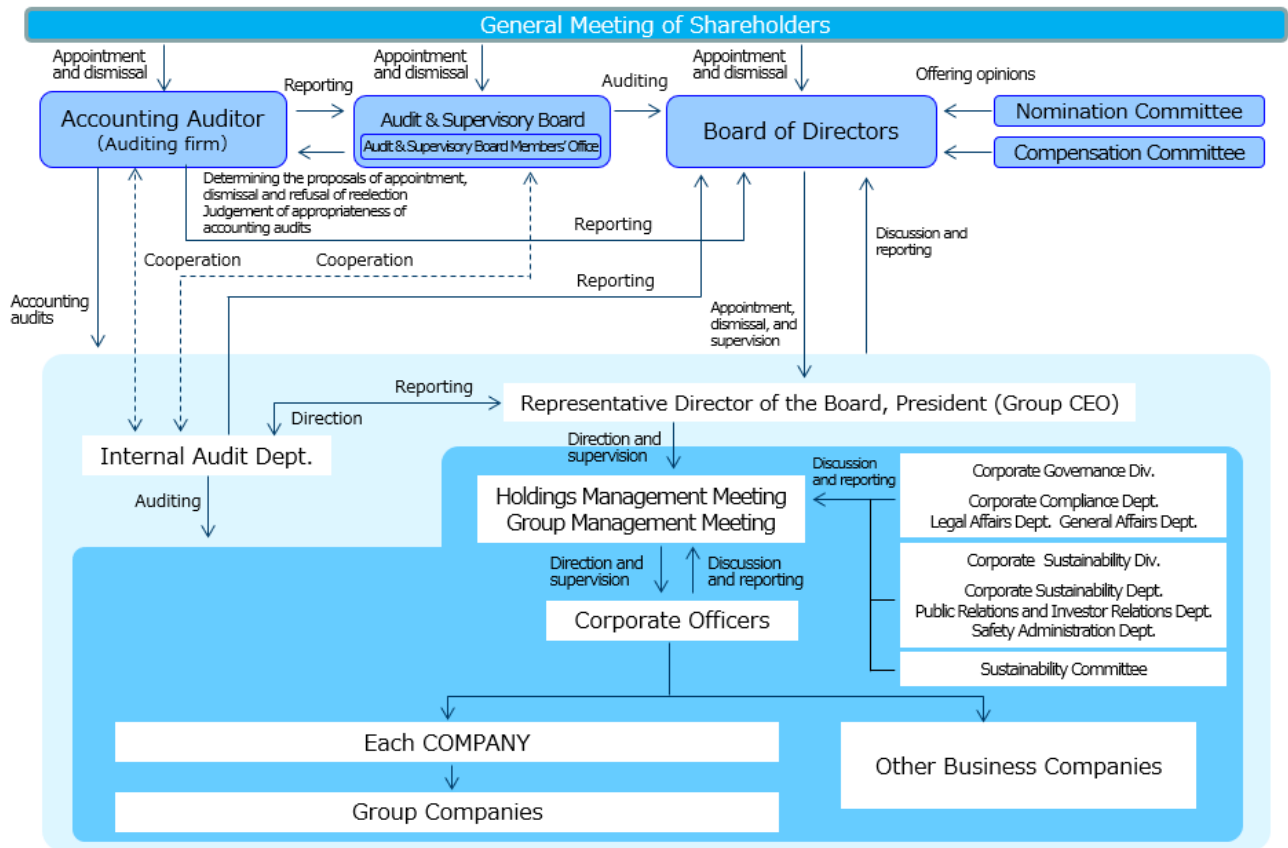 General Meeting of Shareholders
Appointment
and dismissal
Appointment
and dismissal
Appointment
and dismissal
Reporting
Auditing
Offering opinions
Accounting Auditor
(Auditing firm)
Audit & Supervisory Board
Audit & Supervisory Board Members' Office
Board of Directors
Nomination Committee
Compensation Committee
Determining the proposals of appointment,
dismissal and refusal of reelection
Judgement of appropriateness of
accounting audits
Reporting
Discussion and
reporting
Cooperation
Cooperation
Reporting
Accounting
audits
Appointment,
dismissal, and
supervision
Reporting
Direction
Representative Director of the Board, President (Group CEO)
Internal Audit Dept.
Direction and
supervision
Auditing
Holdings Management Meeting
Group Management Meeting
Discussion
and reporting
Corporate Governance Div.
Corporate Compliance Dept.
Legal Affairs Dept. General Affairs Dept.
Direction and
supervision
Discussion
and reporting
Corporate Sustainability Div.
Corporate Sustainability Dept.
Public Relations and Investor Relations Dept.
Safety Administration Dept.
Corporate Officers
Sustainability Committee
Each COMPANY
Other Business Companies
Group Companies